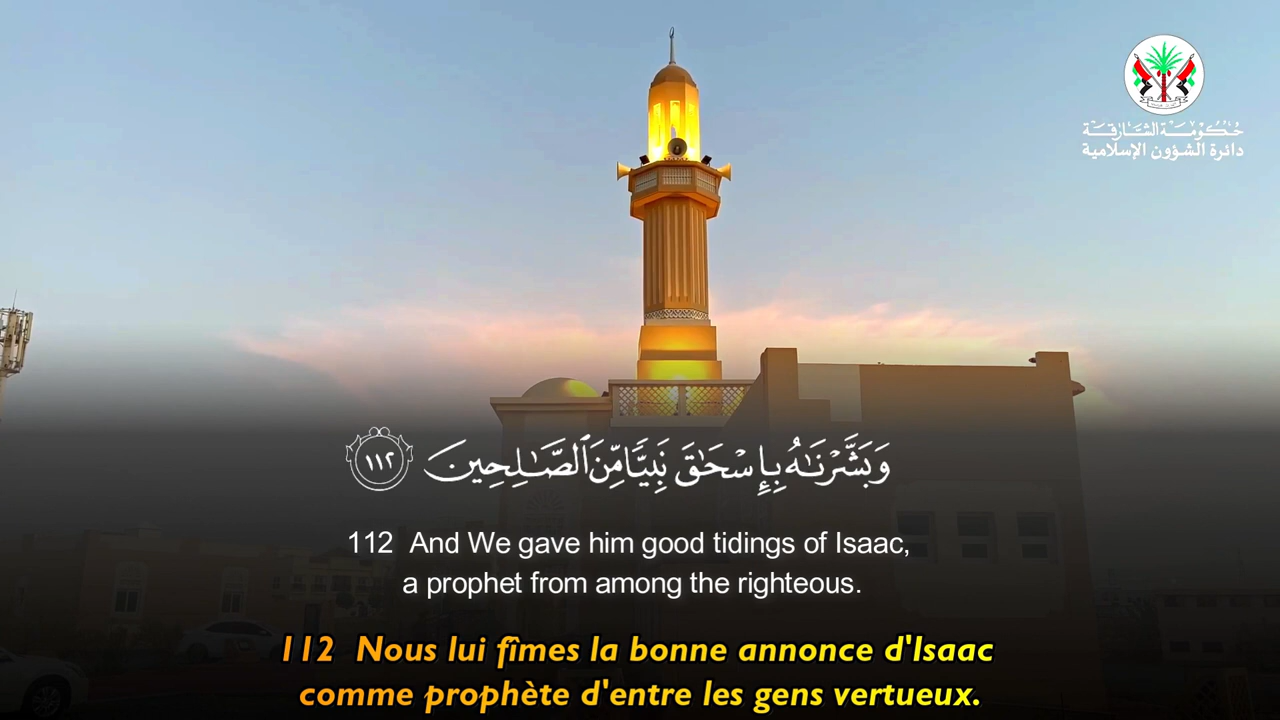 حكومة الشارقة
دائرة الشؤون الإسلامية
وَبَشَّرْنَٰهُ بِإِسْحَٰقَ نَبِيًّا مِّنَ ٱلصَّٰلِحِينَ ١١٢
112 And We gave him good tidings of Isaac,
a prophet from among the righteous.
112 Nous lui fîmes la bonne annonce d'Isaac
comme prophète d'entre les gens vertueux.